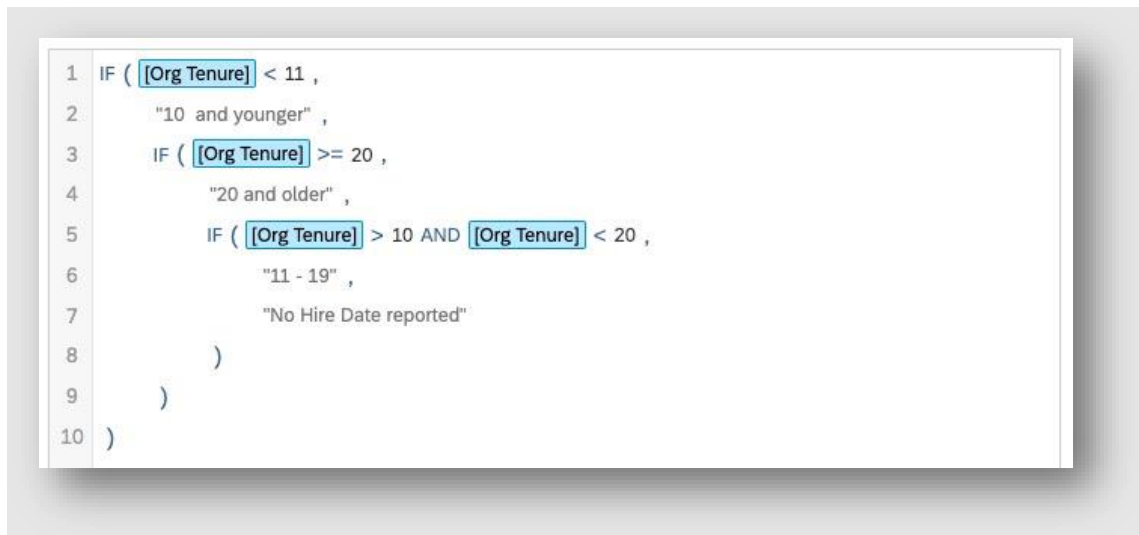 1 IF ( [Org Tenure] < 11 ,
2 "10  and younger" ,
3 IF ( [Org Tenure] >= 20 ,
4 "20 and older" ,
5 IF ( [Org Tenure] > 10 AND [Org Tenure] < 20 ,
6 "11 - 19" ,
7 "No Hire Date reported"
8 )
9 )
10 )